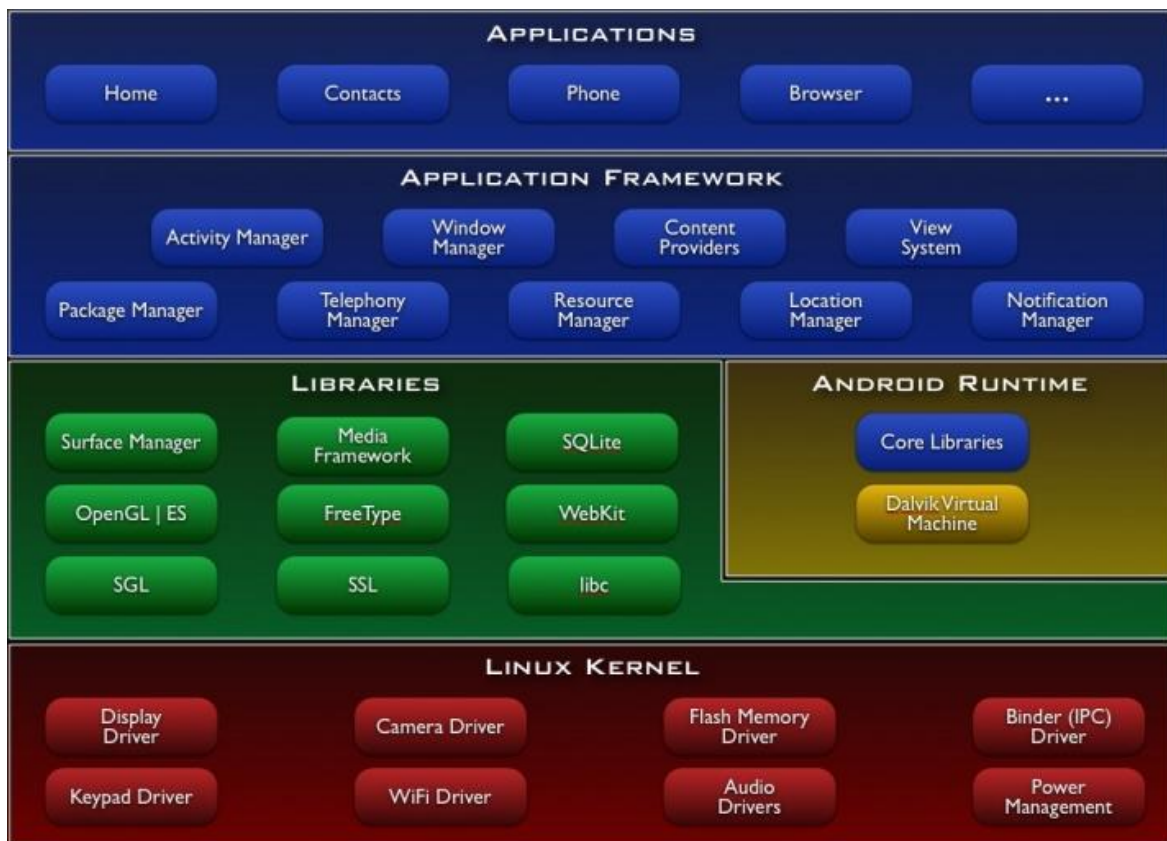 APPLICATIONS
Home
Contacts
Phone
Browser
...
APPLICATION FRAMEWORK
Activity Manager
Window
Manager
Content
Providers
View
System
Package Manager
Telephony
Manager
Resource
Manager
Location
Manager
Notification
Manager
LIBRARIES
Surface Manager
Media
Framework
SQLite
OpenGL | ES
FreeType
WebKit
SGL
SSL
libc
ANDROID RUNTIME
Core Libraries
Dalvik Virtual
Machine
LINUX KERNEL
Display
Driver
Camera Driver
Flash Memory
Driver
Binder (IPC)
Driver
Keypad Driver
WiFi Driver
Audio
Drivers
Power
Management